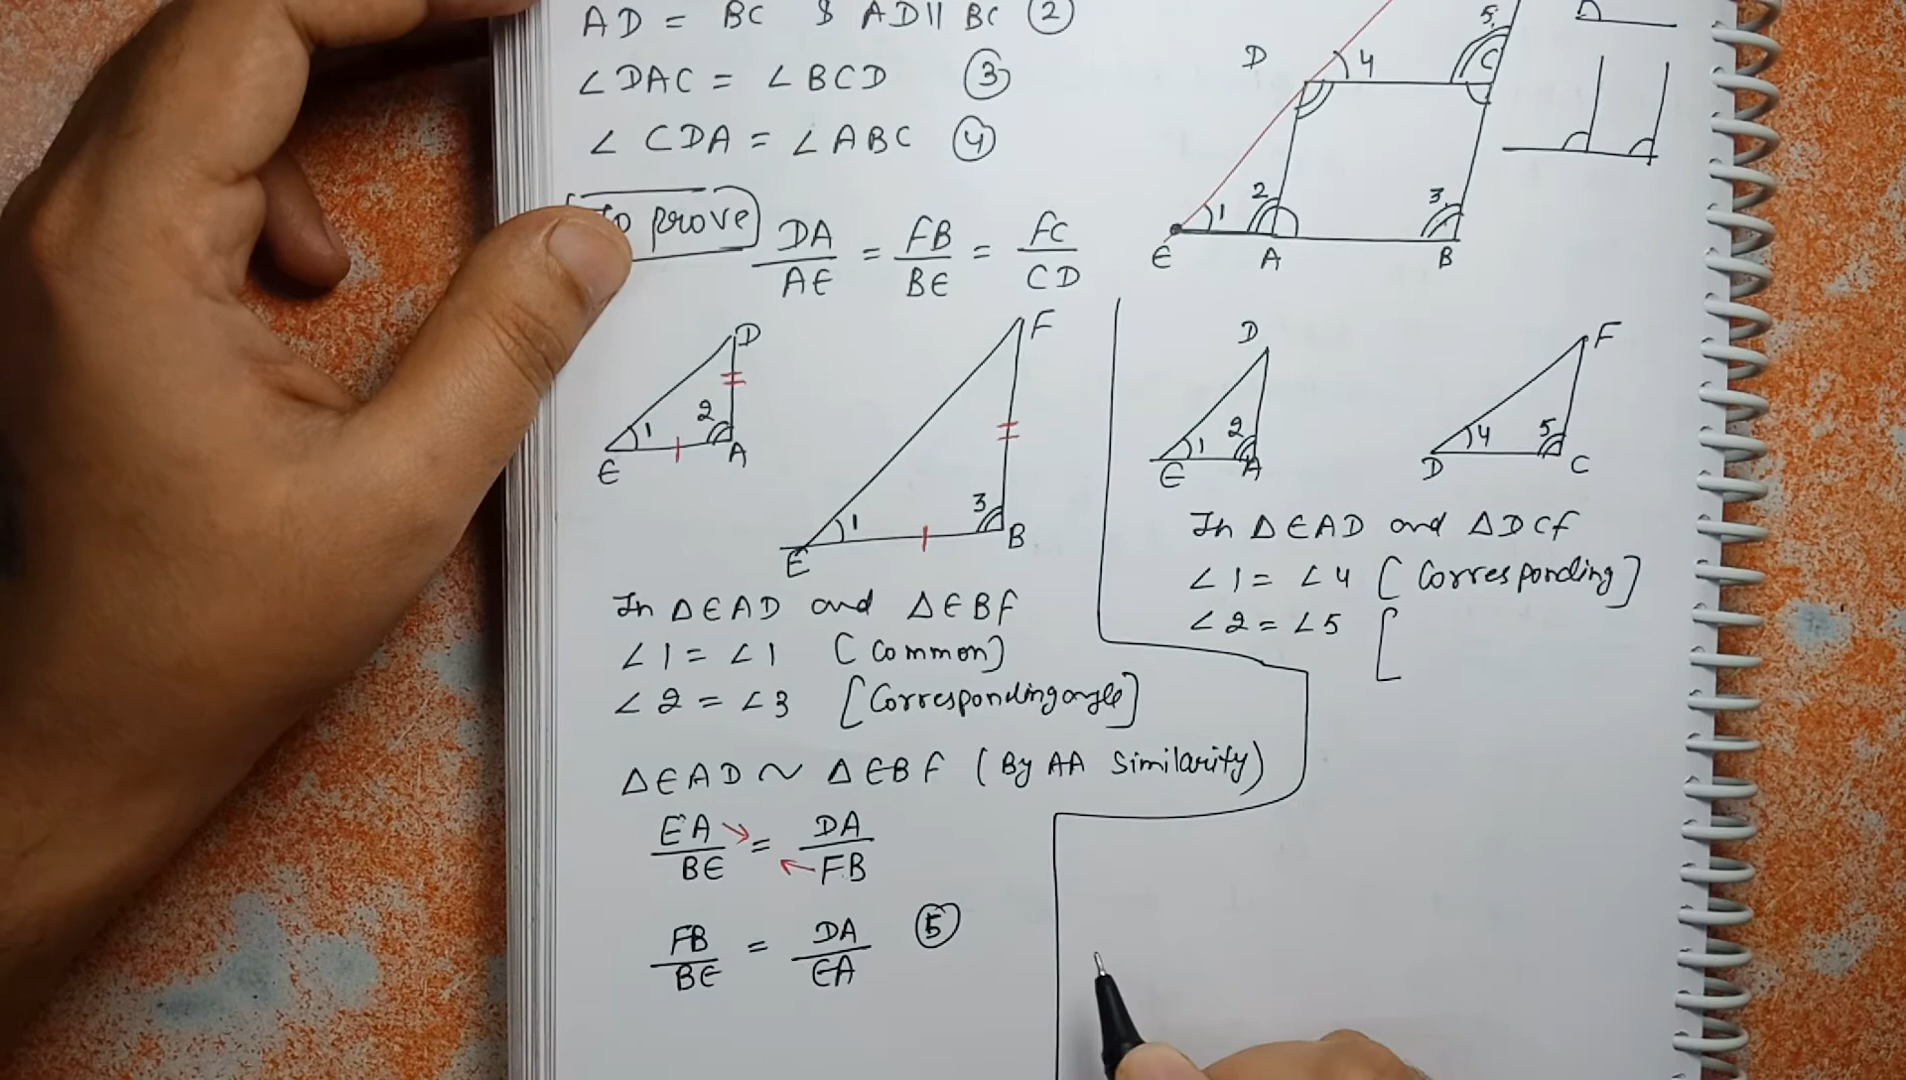 AD = BC & AD || BC (2)
∠DAC = ∠BCD (3)
∠CDA = ∠ABC (4)
To prove DA/AE = FB/BE = FC/CD
D 4 5 C
E 1 2 A 3 B
E 1 2 A D
E 1 3 B F
E 1 2 A D
D 4 5 C F
In ΔEAD and ΔEBF
∠1 = ∠1 (Common)
∠2 = ∠3 [Corresponding angle]
ΔEAD ~ ΔEBF (By AA Similarity)
EA/BE = DA/FB
FB/BE = DA/EA (5)
In ΔEAD and ΔDCF
∠1 = ∠4 [Corresponding]
∠2 = ∠5 [